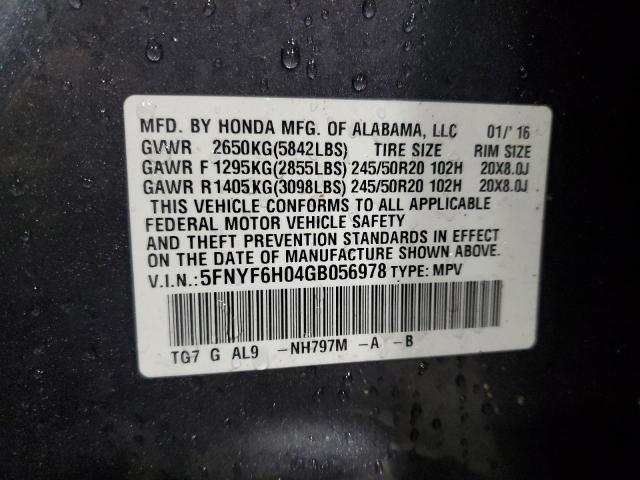 MFD. BY HONDA MFG. OF ALABAMA, LLC 01/'16
GVWR 2650KG(5842LBS) TIRE SIZE RIM SIZE
GAWR F 1295KG(2855LBS) 245/50R20 102H 20X8.0J
GAWR R1405KG(3098LBS) 245/50R20 102H 20X8.0J
THIS VEHICLE CONFORMS TO ALL APPLICABLE
FEDERAL MOTOR VEHICLE SAFETY
AND THEFT PREVENTION STANDARDS IN EFFECT
ON THE DATE OF MANUFACTURE SHOWN ABOVE.
V.I.N.:5FNYF6H04GB056978 TYPE: MPV
TG7 G AL9 -NH797M -A -B